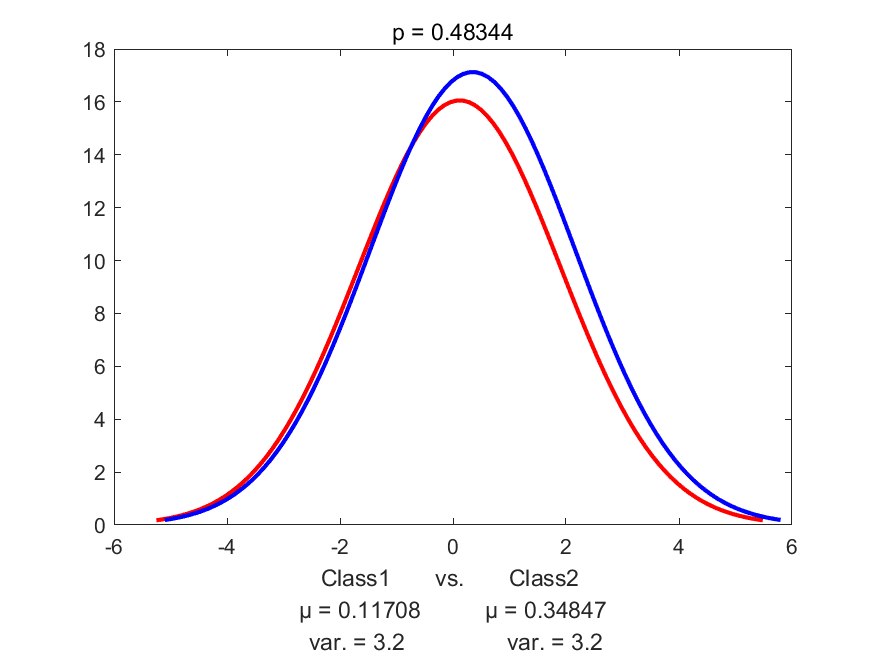 p = 0.48344
18
16
14
12
10
8
6
4
2
0
-6 -4 -2 0 2 4 6
Class1 vs. Class2
μ = 0.11708 μ = 0.34847
var. = 3.2 var. = 3.2